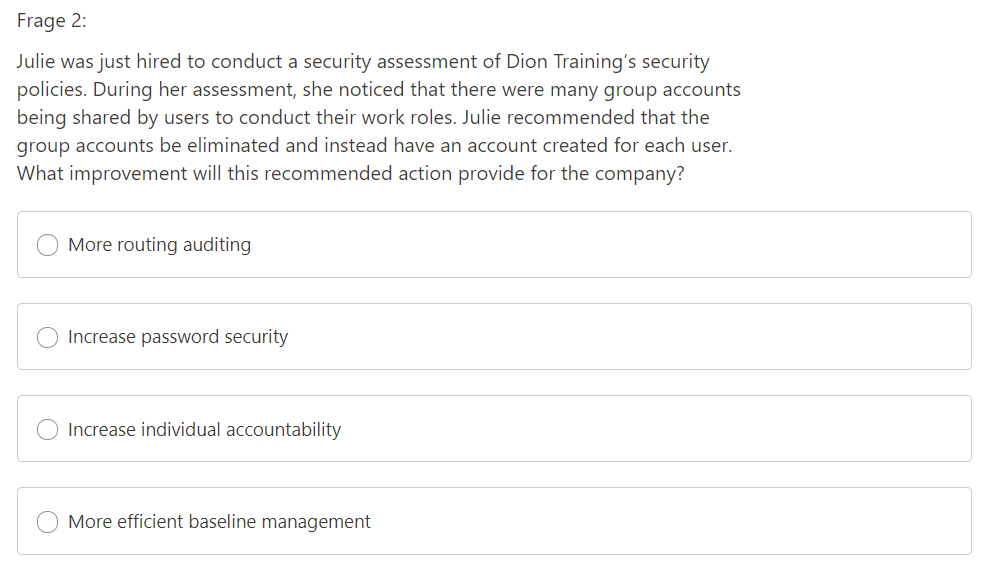 Frage 2:
Julie was just hired to conduct a security assessment of Dion Training’s security
policies. During her assessment, she noticed that there were many group accounts
being shared by users to conduct their work roles. Julie recommended that the
group accounts be eliminated and instead have an account created for each user.
What improvement will this recommended action provide for the company?
More routing auditing
Increase password security
Increase individual accountability
More efficient baseline management